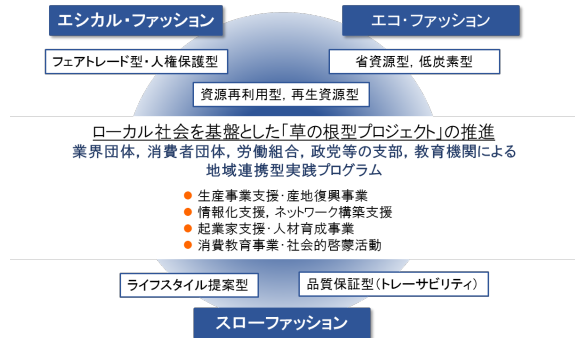 エシカル・ファッション
エコ・ファッション
フェアトレード型・人権保護型
省資源型, 低炭素型
資源再利用型, 再生資源型
ローカル社会を基盤とした「草の根型プロジェクト」の推進
業界団体, 消費者団体, 労働組合, 政党等の支部, 教育機関による
地域連携型実践プログラム
● 生産事業支援・産地復興事業
● 情報化支援, ネットワーク構築支援
● 起業家支援・人材育成事業
● 消費教育事業・社会的啓蒙活動
ライフスタイル提案型
品質保証型(トレーサビリティ)
スローファッション